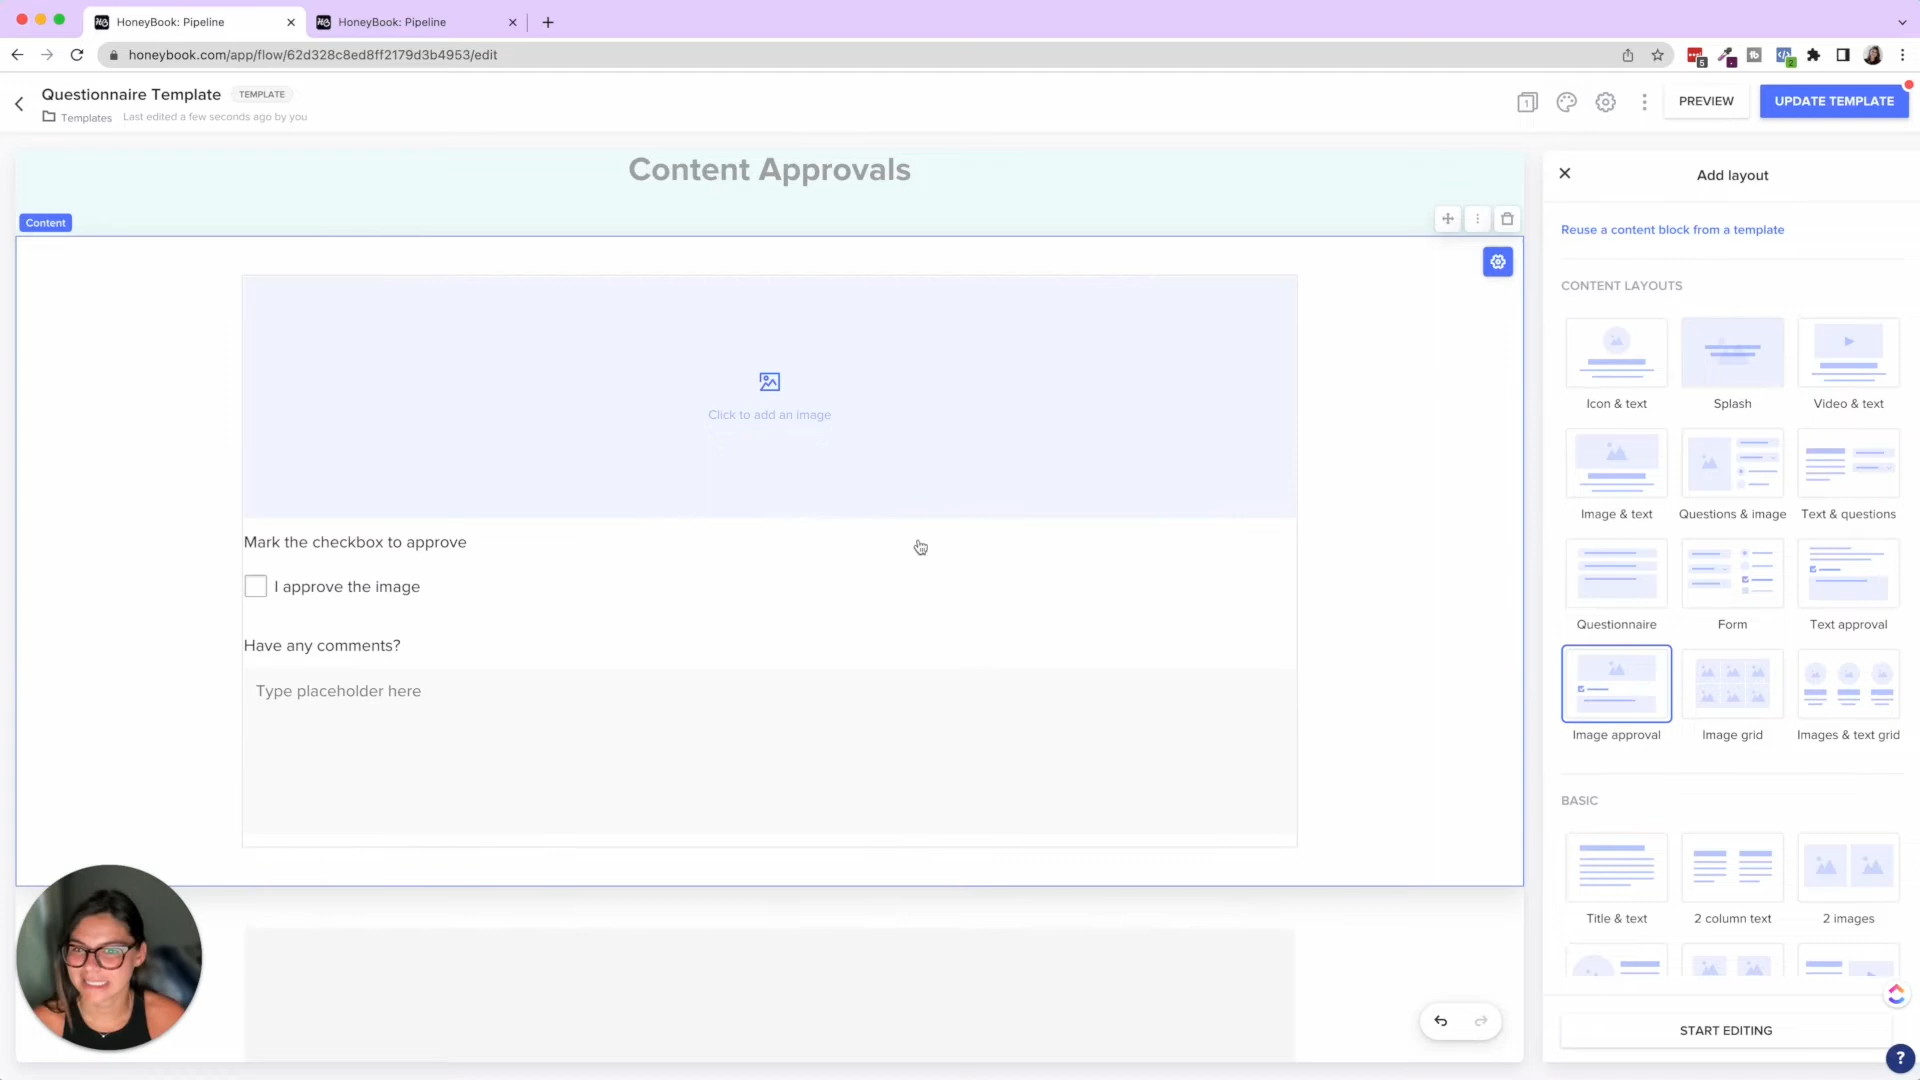 HoneyBook: Pipeline
HoneyBook: Pipeline
honeybook.com/app/flow/62d328c8ed8ff2179d3b4953/edit
5
2
Questionnaire Template
TEMPLATE
Templates
Last edited a few seconds ago by you
1
PREVIEW
UPDATE TEMPLATE
Content Approvals
Content
Click to add an image
Mark the checkbox to approve
I approve the image
Have any comments?
Type placeholder here
Add layout
Reuse a content block from a template
CONTENT LAYOUTS
Icon & text
Splash
Video & text
Image & text
Questions & image
Text & questions
Questionnaire
Form
Text approval
Image approval
Image grid
Images & text grid
BASIC
Title & text
2 column text
2 images
START EDITING
?